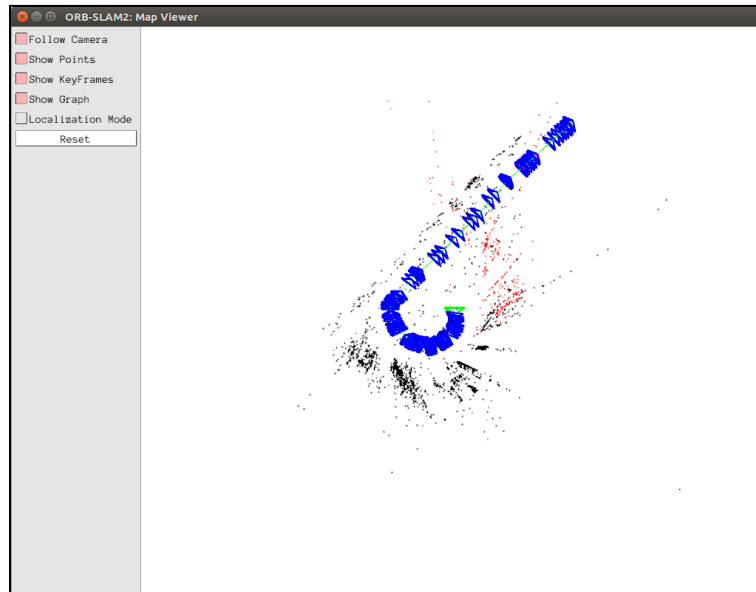 ORB-SLAM2: Map Viewer
Follow Camera
Show Points
Show KeyFrames
Show Graph
Localization Mode
Reset